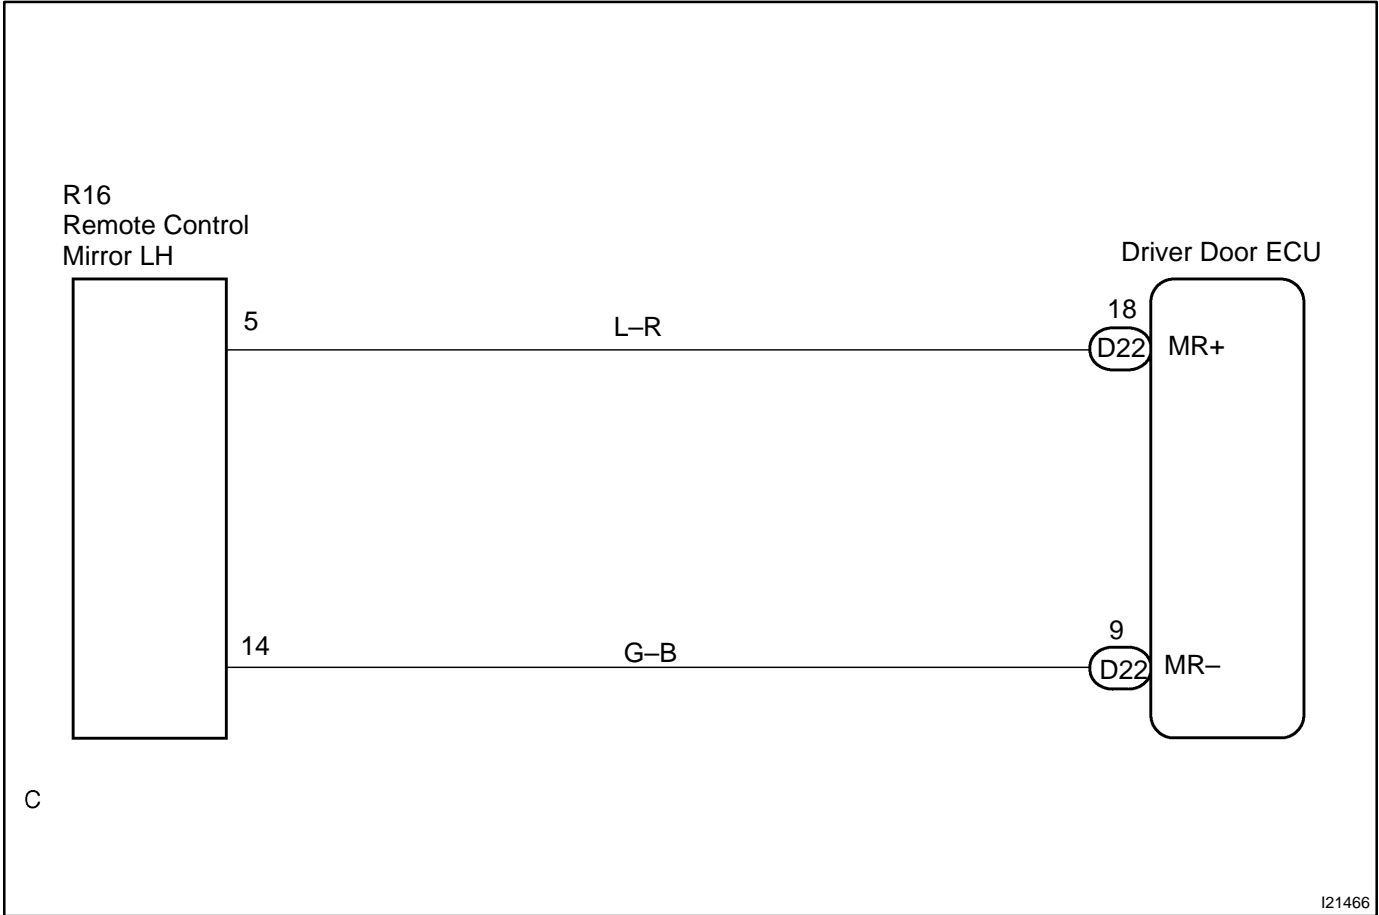 R16
Remote Control
Mirror LH
Driver Door ECU
5
L–R
18
D22
MR+
14
G–B
9
D22
MR–
C
I21466